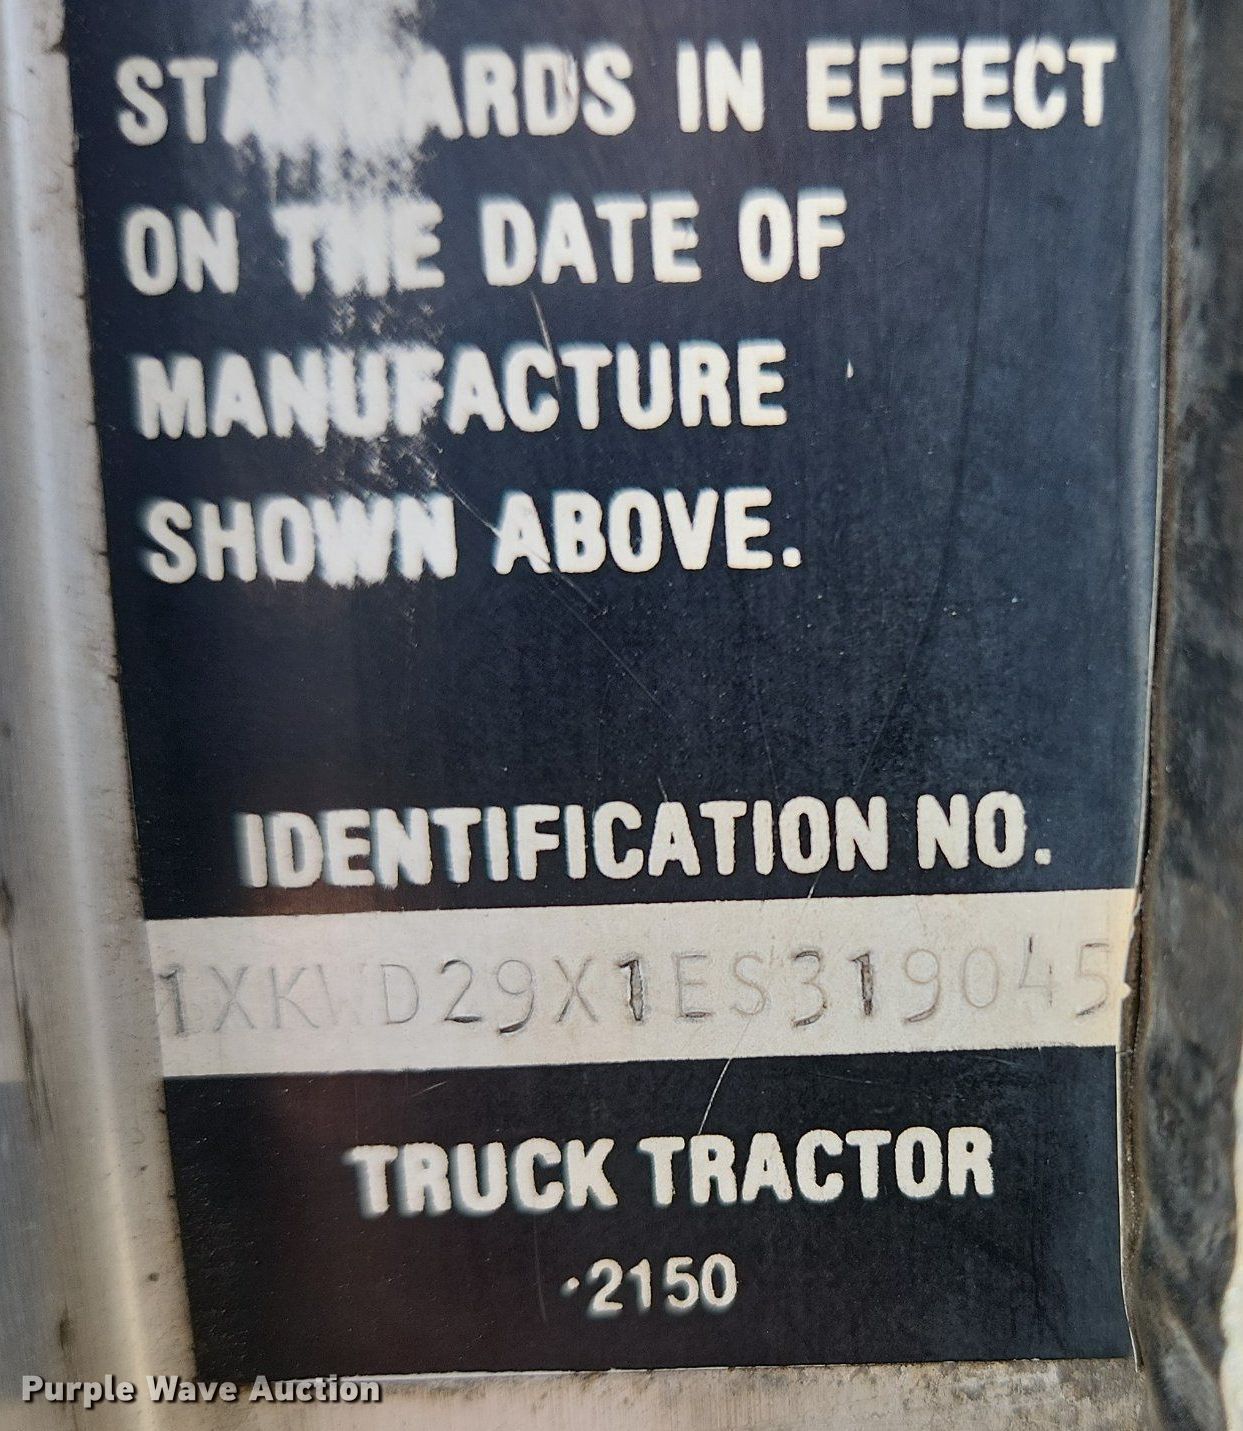 STANDARDS IN EFFECT
ON THE DATE OF
MANUFACTURE
SHOWN ABOVE.
IDENTIFICATION NO.
1XKWD29X1ES319045
TRUCK TRACTOR
·2150
Purple Wave Auction